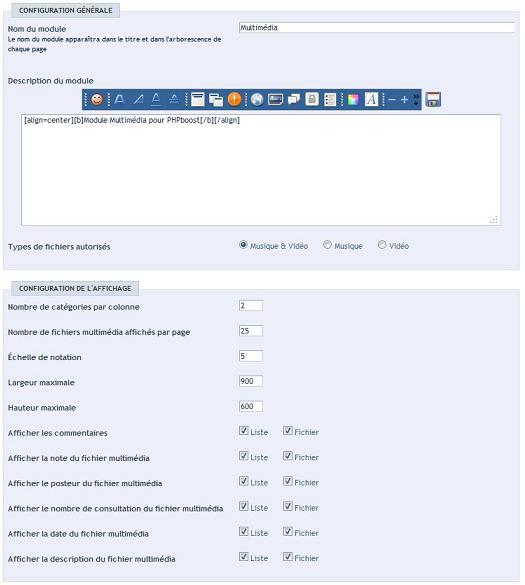 CONFIGURATION GÉNÉRALE
Nom du module
Multimédia
Le nom du module apparaîtra dans le titre et dans l'arborescence de
chaque page
Description du module
[align=center][b]Module Multimédia pour PHPboost[/b][/align]
Types de fichiers autorisés
Musique & Vidéo
Musique
Vidéo
CONFIGURATION DE L'AFFICHAGE
Nombre de catégories par colonne
2
Nombre de fichiers multimédia affichés par page
25
Échelle de notation
5
Largeur maximale
900
Hauteur maximale
600
Afficher les commentaires
Liste
Fichier
Afficher la note du fichier multimédia
Liste
Fichier
Afficher le posteur du fichier multimédia
Liste
Fichier
Afficher le nombre de consultation du fichier multimédia
Liste
Fichier
Afficher la date du fichier multimédia
Liste
Fichier
Afficher la description du fichier multimédia
Liste
Fichier